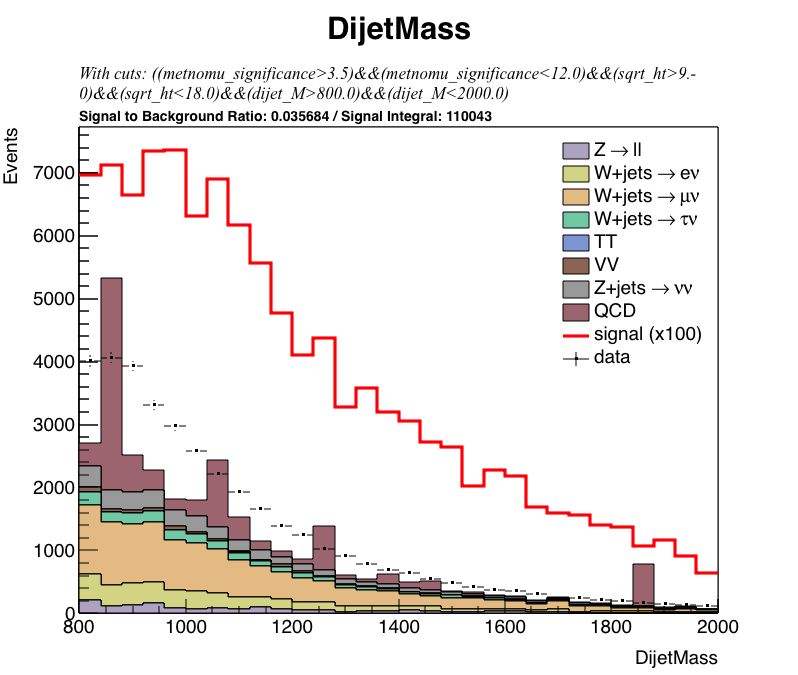 DijetMass
With cuts: ((metnomu_significance>3.5)&&(metnomu_significance<12.0)&&(sqrt_ht>9.-
0)&&(sqrt_ht<18.0)&&(dijet_M>800.0)&&(dijet_M<2000.0)
Signal to Background Ratio: 0.035684 / Signal Integral: 110043
Events
7000
6000
5000
4000
3000
2000
1000
0
Z → ll
W+jets → eν
W+jets → μν
W+jets → τν
TT
VV
Z+jets → νν
QCD
signal (x100)
data
800 1000 1200 1400 1600 1800 2000
DijetMass